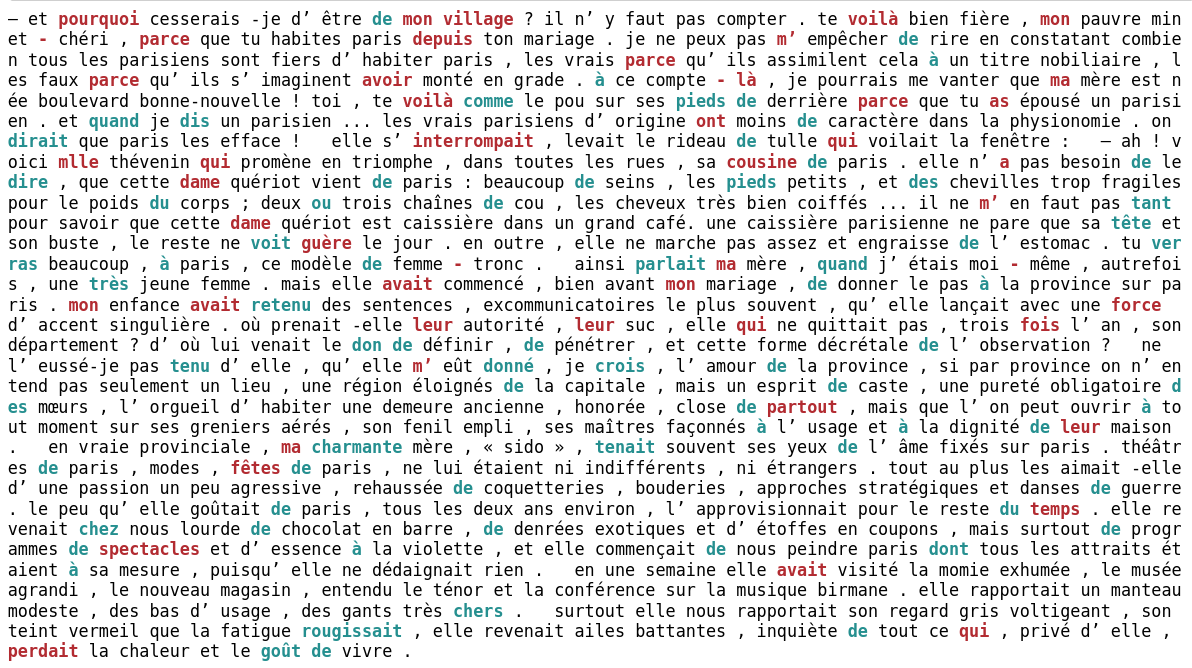 — et pourquoi cesserais -je d’ être de mon village ? il n’ y faut pas compter . te voilà bien fière , mon pauvre min
et - chéri , parce que tu habites paris depuis ton mariage . je ne peux pas m’ empêcher de rire en constatant combie
n tous les parisiens sont fiers d’ habiter paris , les vrais parce qu’ ils assimilent cela à un titre nobiliaire , l
es faux parce qu’ ils s’ imaginent avoir monté en grade . à ce compte - là , je pourrais me vanter que ma mère est n
ée boulevard bonne-nouvelle ! toi , te voilà comme le pou sur ses pieds de derrière parce que tu as épousé un parisi
en . et quand je dis un parisien ... les vrais parisiens d’ origine ont moins de caractère dans la physionomie . on
dirait que paris les efface ! elle s’ interrompait , levait le rideau de tulle qui voilait la fenêtre : — ah ! v
oici mlle thévenin qui promène en triomphe , dans toutes les rues , sa cousine de paris . elle n’ a pas besoin de le
dire , que cette dame quériot vient de paris : beaucoup de seins , les pieds petits , et des chevilles trop fragiles
pour le poids du corps ; deux ou trois chaînes de cou , les cheveux très bien coiffés ... il ne m’ en faut pas tant
pour savoir que cette dame quériot est caissière dans un grand café. une caissière parisienne ne pare que sa tête et
son buste , le reste ne voit guère le jour . en outre , elle ne marche pas assez et engraisse de l’ estomac . tu ver
ras beaucoup , à paris , ce modèle de femme - tronc . ainsi parlait ma mère , quand j’ étais moi - même , autrefoi
s , une très jeune femme . mais elle avait commencé , bien avant mon mariage , de donner le pas à la province sur pa
ris . mon enfance avait retenu des sentences , excommunicatoires le plus souvent , qu’ elle lançait avec une force
d’ accent singulière . où prenait -elle leur autorité , leur suc , elle qui ne quittait pas , trois fois l’ an , son
département ? d’ où lui venait le don de définir , de pénétrer , et cette forme décrétale de l’ observation ? ne
l’ eussé-je pas tenu d’ elle , qu’ elle m’ eût donné , je crois , l’ amour de la province , si par province on n’ en
tend pas seulement un lieu , une région éloignés de la capitale , mais un esprit de caste , une pureté obligatoire d
es mœurs , l’ orgueil d’ habiter une demeure ancienne , honorée , close de partout , mais que l’ on peut ouvrir à to
ut moment sur ses greniers aérés , son fenil empli , ses maîtres façonnés à l’ usage et à la dignité de leur maison
. en vraie provinciale , ma charmante mère , « sido » , tenait souvent ses yeux de l’ âme fixés sur paris . théâtr
es de paris , modes , fêtes de paris , ne lui étaient ni indifférents , ni étrangers . tout au plus les aimait -elle
d’ une passion un peu agressive , rehaussée de coquetteries , bouderies , approches stratégiques et danses de guerre
. le peu qu’ elle goûtait de paris , tous les deux ans environ , l’ approvisionnait pour le reste du temps . elle re
venait chez nous lourde de chocolat en barre , de denrées exotiques et d’ étoffes en coupons , mais surtout de progr
ammes de spectacles et d’ essence à la violette , et elle commençait de nous peindre paris dont tous les attraits ét
aient à sa mesure , puisqu’ elle ne dédaignait rien . en une semaine elle avait visité la momie exhumée , le musée
agrandi , le nouveau magasin , entendu le ténor et la conférence sur la musique birmane . elle rapportait un manteau
modeste , des bas d’ usage , des gants très chers . surtout elle nous rapportait son regard gris voltigeant , son
teint vermeil que la fatigue rougissait , elle revenait ailes battantes , inquiète de tout ce qui , privé d’ elle ,
perdait la chaleur et le goût de vivre .